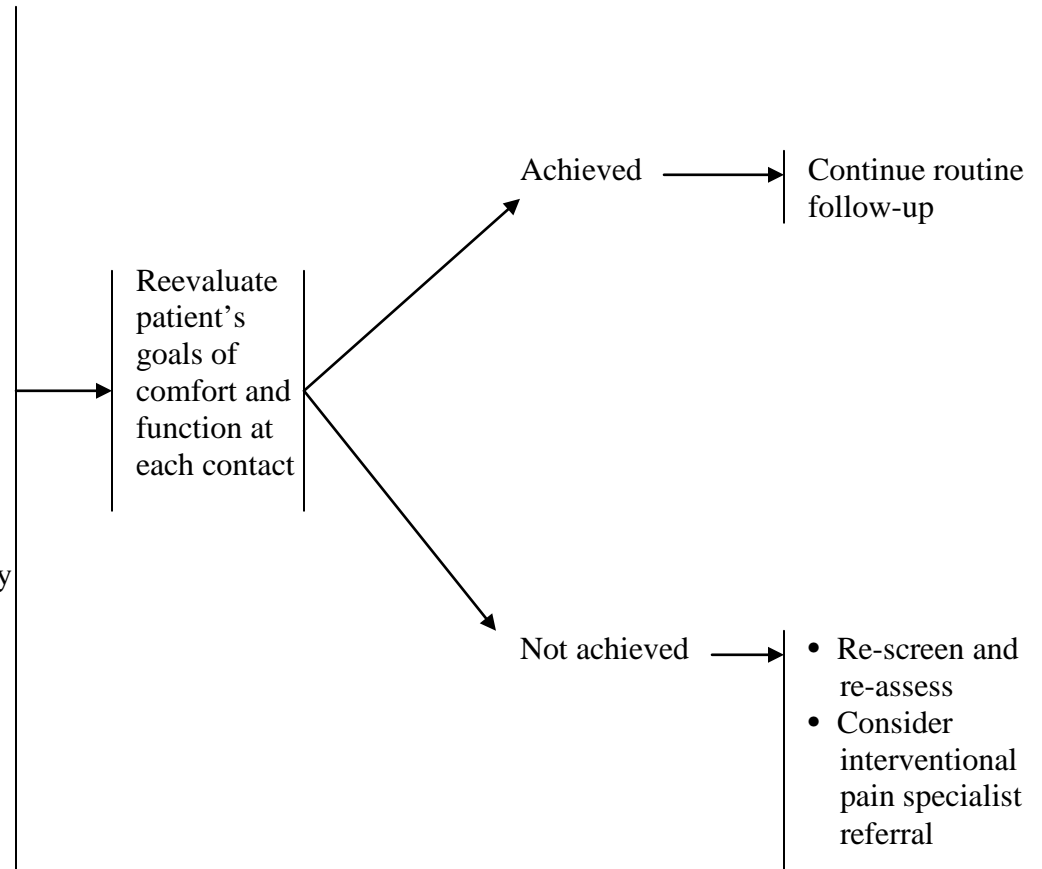 Achieved
Continue routine
follow-up
Reevaluate
patient’s
goals of
comfort and
function at
each contact
y
Not achieved
• Re-screen and
re-assess
• Consider
interventional
pain specialist
referral